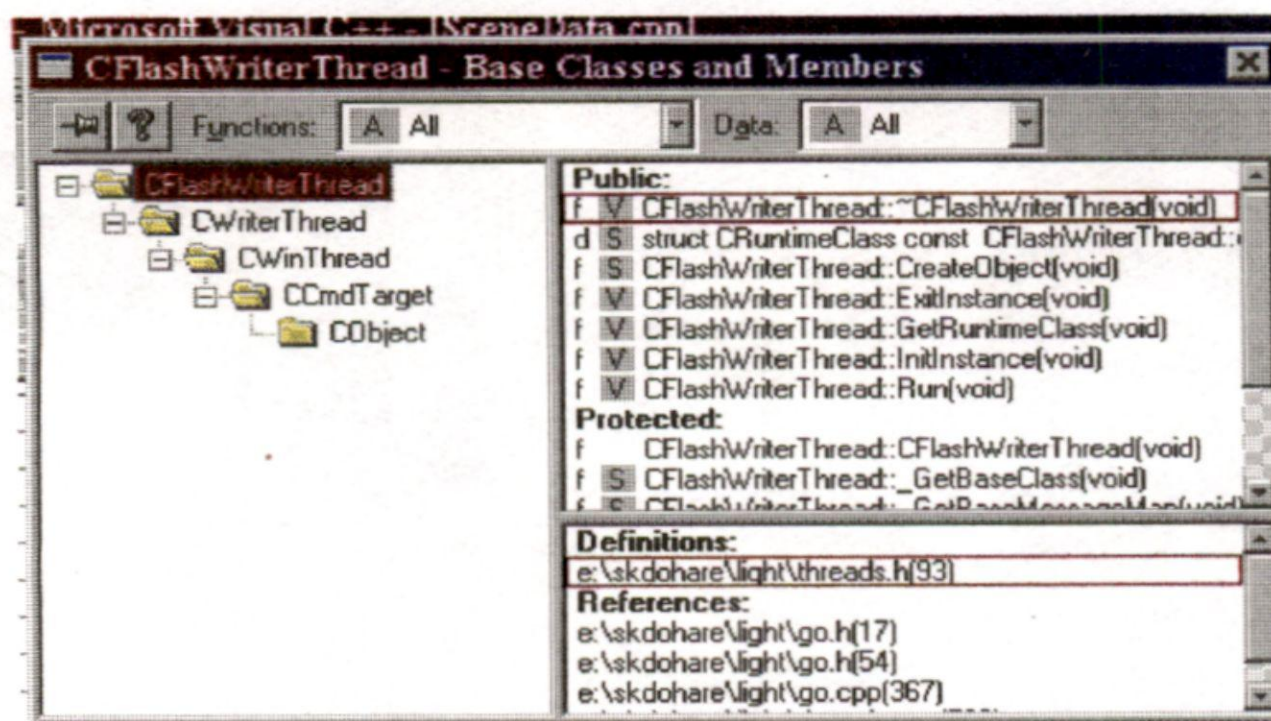 Microsoft Visual C++ - [SceneData.cpp]
CFlashWriterThread - Base Classes and Members
Functions: A All Data: A All
CFlashWriterThread
CWriterThread
CWinThread
CCmdTarget
CObject
Public:
f V CFlashWriterThread::~CFlashWriterThread(void)
d S struct CRuntimeClass const CFlashWriterThread::
f S CFlashWriterThread::CreateObject(void)
f V CFlashWriterThread::ExitInstance(void)
f V CFlashWriterThread::GetRuntimeClass(void)
f V CFlashWriterThread::InitInstance(void)
f V CFlashWriterThread::Run(void)
Protected:
f CFlashWriterThread::CFlashWriterThread(void)
f S CFlashWriterThread::_GetBaseClass(void)
f S CFlashWriterThread::_GetBaseMessageMap(void)
Definitions:
e:\skdohare\light\threads.h(93)
References:
e:\skdohare\light\go.h(17)
e:\skdohare\light\go.h(54)
e:\skdohare\light\go.cpp(367)